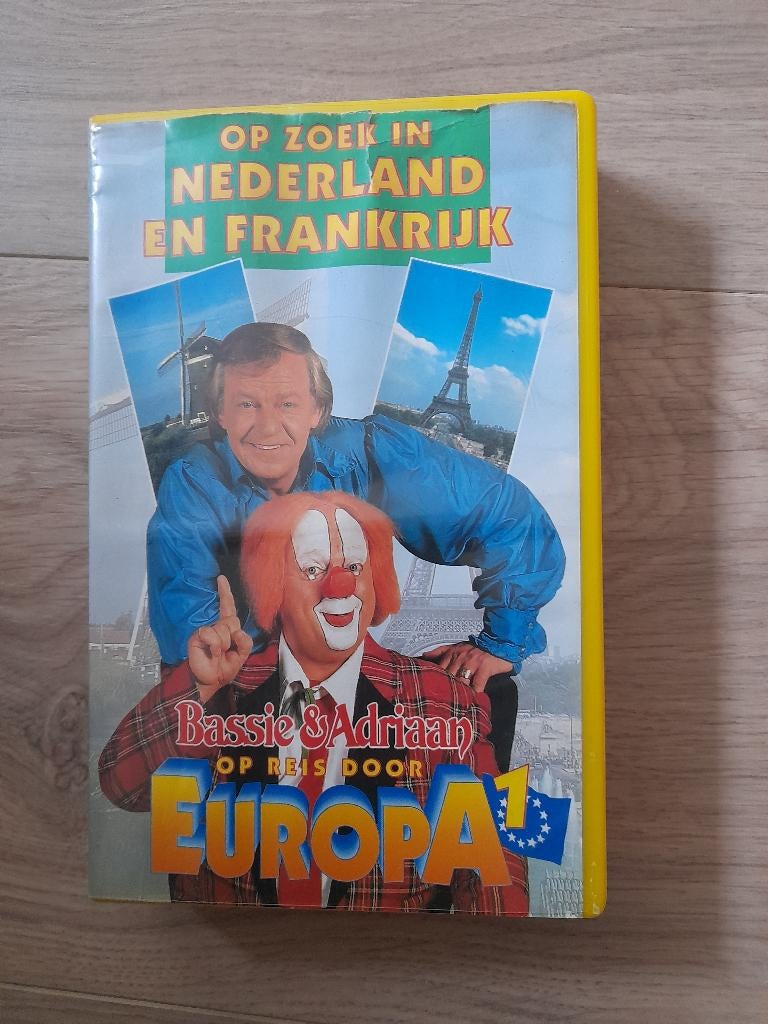 OP ZOEK IN
NEDERLAND
EN FRANKRIJK
Bassie & Adriaan
OP REIS DOOR
EUROPA 1